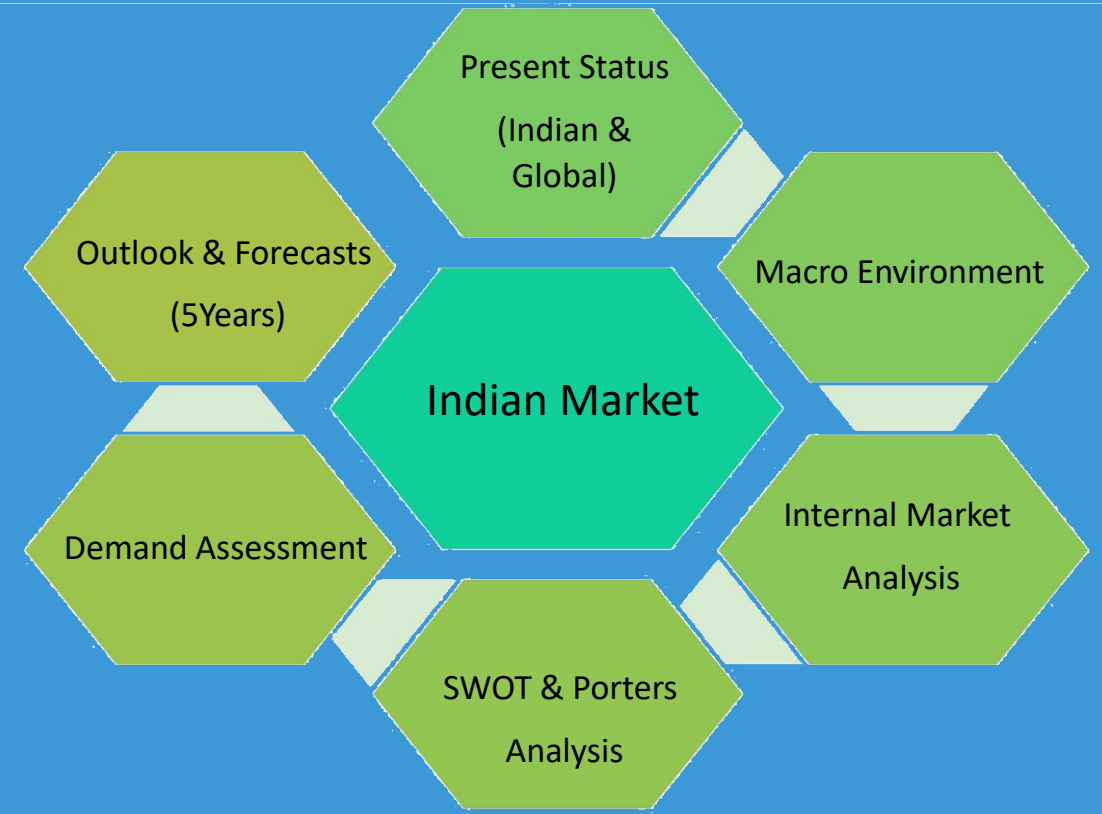 Present Status
(Indian &
Global)
Macro Environment
Internal Market
Analysis
SWOT & Porters
Analysis
Demand Assessment
Outlook & Forecasts
(5Years)
Indian Market